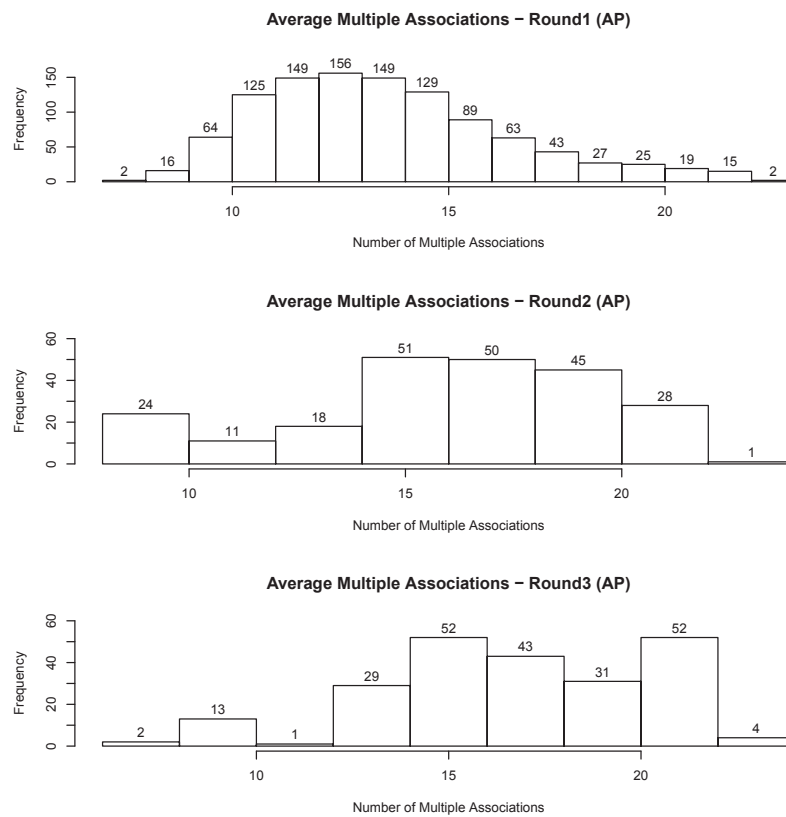 Average Multiple Associations − Round1 (AP)
Frequency
0 50 100 150
2 16 64 125 149 156 149 129 89 63 43 27 25 19 15 2
10 15 20
Number of Multiple Associations
Average Multiple Associations − Round2 (AP)
Frequency
0 20 40 60
24 11 18 51 50 45 28 1
10 15 20
Number of Multiple Associations
Average Multiple Associations − Round3 (AP)
Frequency
0 20 40 60
2 13 1 29 52 43 31 52 4
10 15 20
Number of Multiple Associations